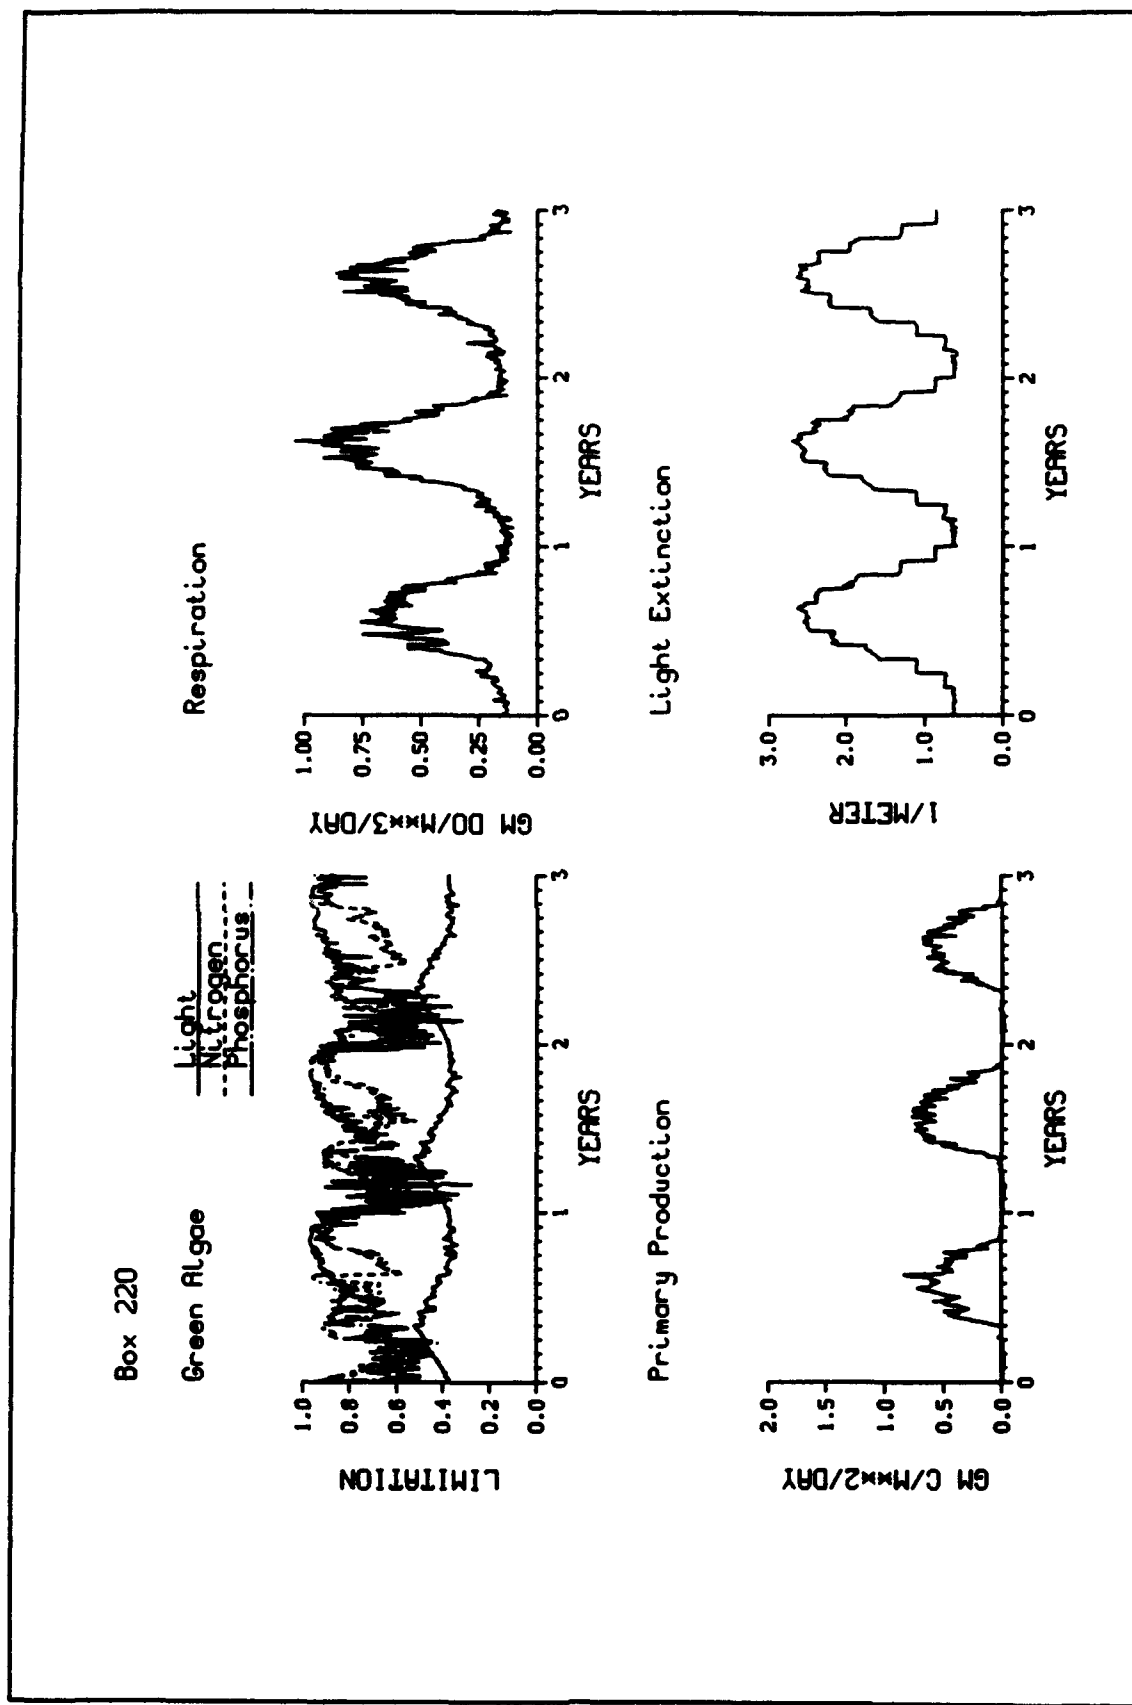 Box 220
Green Algae
Light
Nitrogen
Phosphorus
LIMITATION
1.0
0.8
0.6
0.4
0.2
0.0
0 1 2 3
YEARS
Respiration
GM DO/M**3/DAY
1.00
0.75
0.50
0.25
0.00
0 1 2 3
YEARS
Primary Production
GM C/M**2/DAY
2.0
1.5
1.0
0.5
0.0
0 1 2 3
YEARS
Light Extinction
1/METER
3.0
2.0
1.0
0.0
0 1 2 3
YEARS